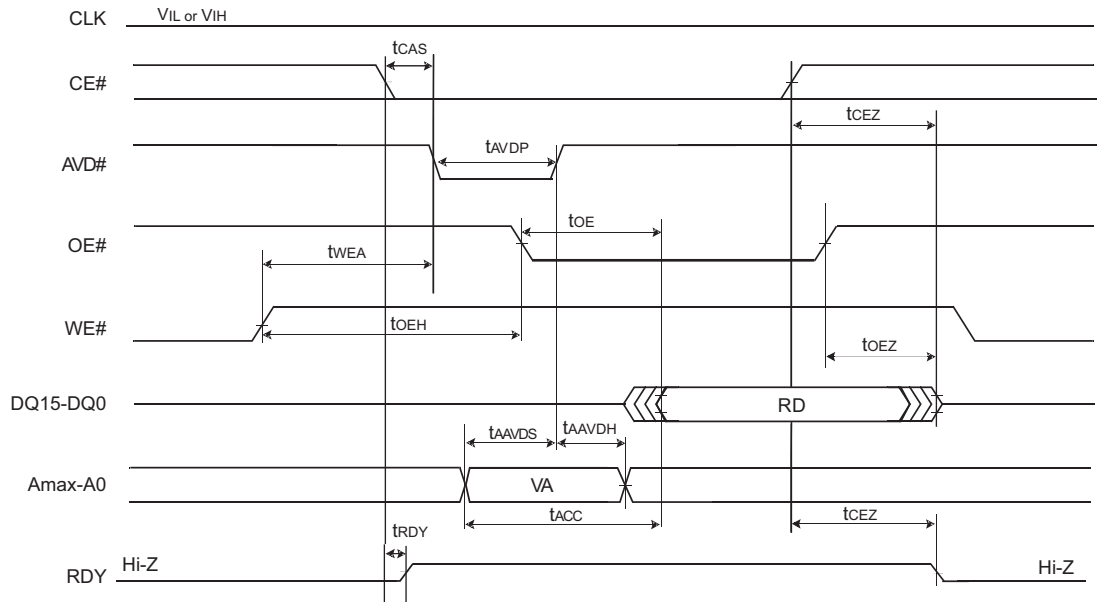 CLK VIL or VIH
tCAS
CE#
tCEZ
tAVDP
AVD#
tOE
OE#
tWEA
WE#
tOEH
tOEZ
DQ15-DQ0 RD
tAAVDS tAAVDH
Amax-A0 VA
tACC tCEZ
tRDY
RDY Hi-Z Hi-Z